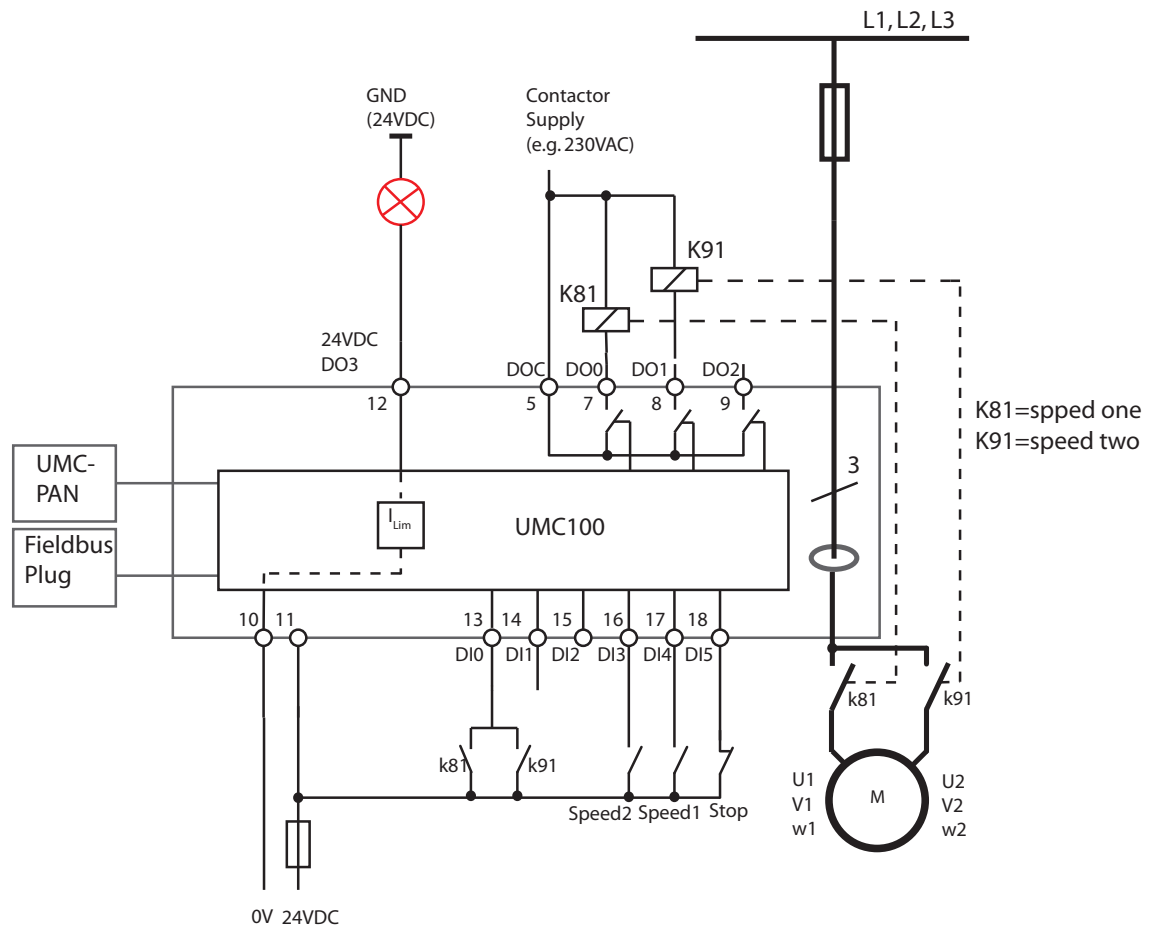 L1, L2, L3
GND
(24VDC)
Contactor
Supply
(e.g. 230VAC)
K91
K81
24VDC
DO3
DOC
DO0
DO1
DO2
12
5
7
8
9
K81=spped one
K91=speed two
UMC-
PAN
3
ILim
UMC100
Fieldbus
Plug
10
11
13
14
15
16
17
18
DI0
DI1
DI2
DI3
DI4
DI5
k81
k91
k81
k91
U1
V1
w1
M
U2
V2
w2
Speed2
Speed1
Stop
0V
24VDC